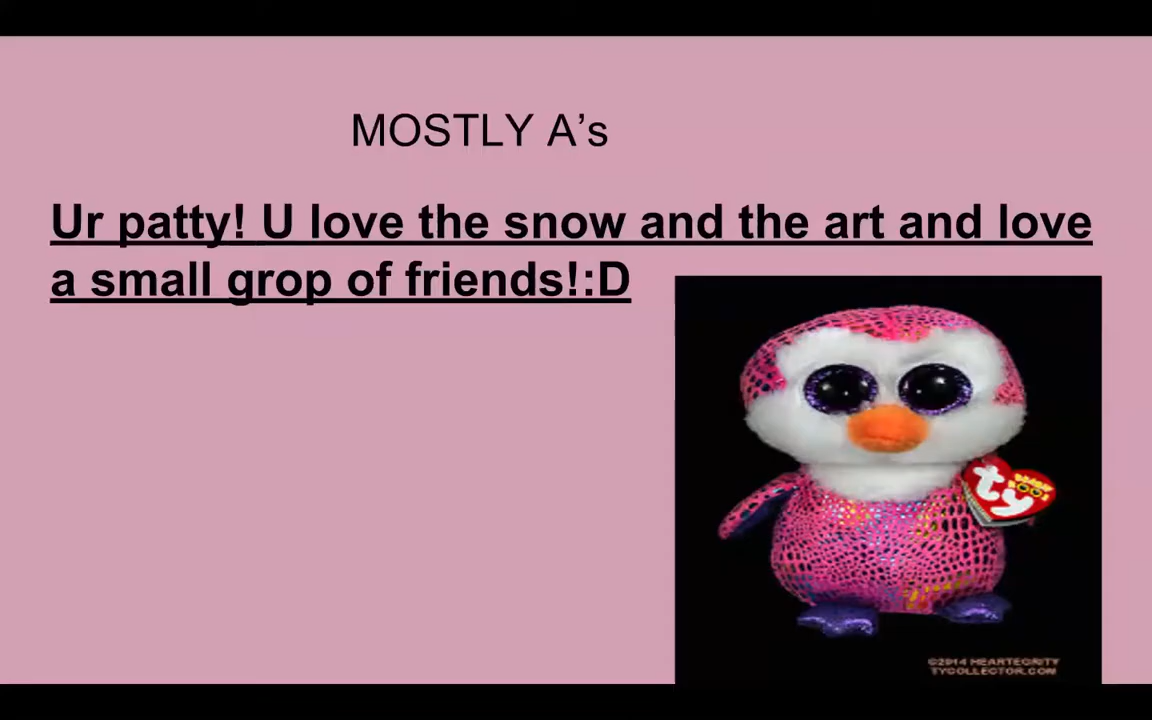 MOSTLY A’s
Ur patty! U love the snow and the art and love
a small grop of friends!:D
ty
©2014 HEARTEGRITY
TYCOLLECTOR.COM